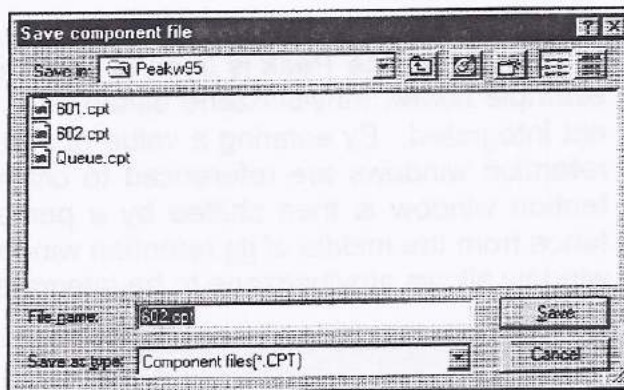 Save component file
Save in: Peakw95
601.cpt
602.cpt
Queue.cpt
File name: 602.cpt
Save
Save as type: Component files(*.CPT)
Cancel